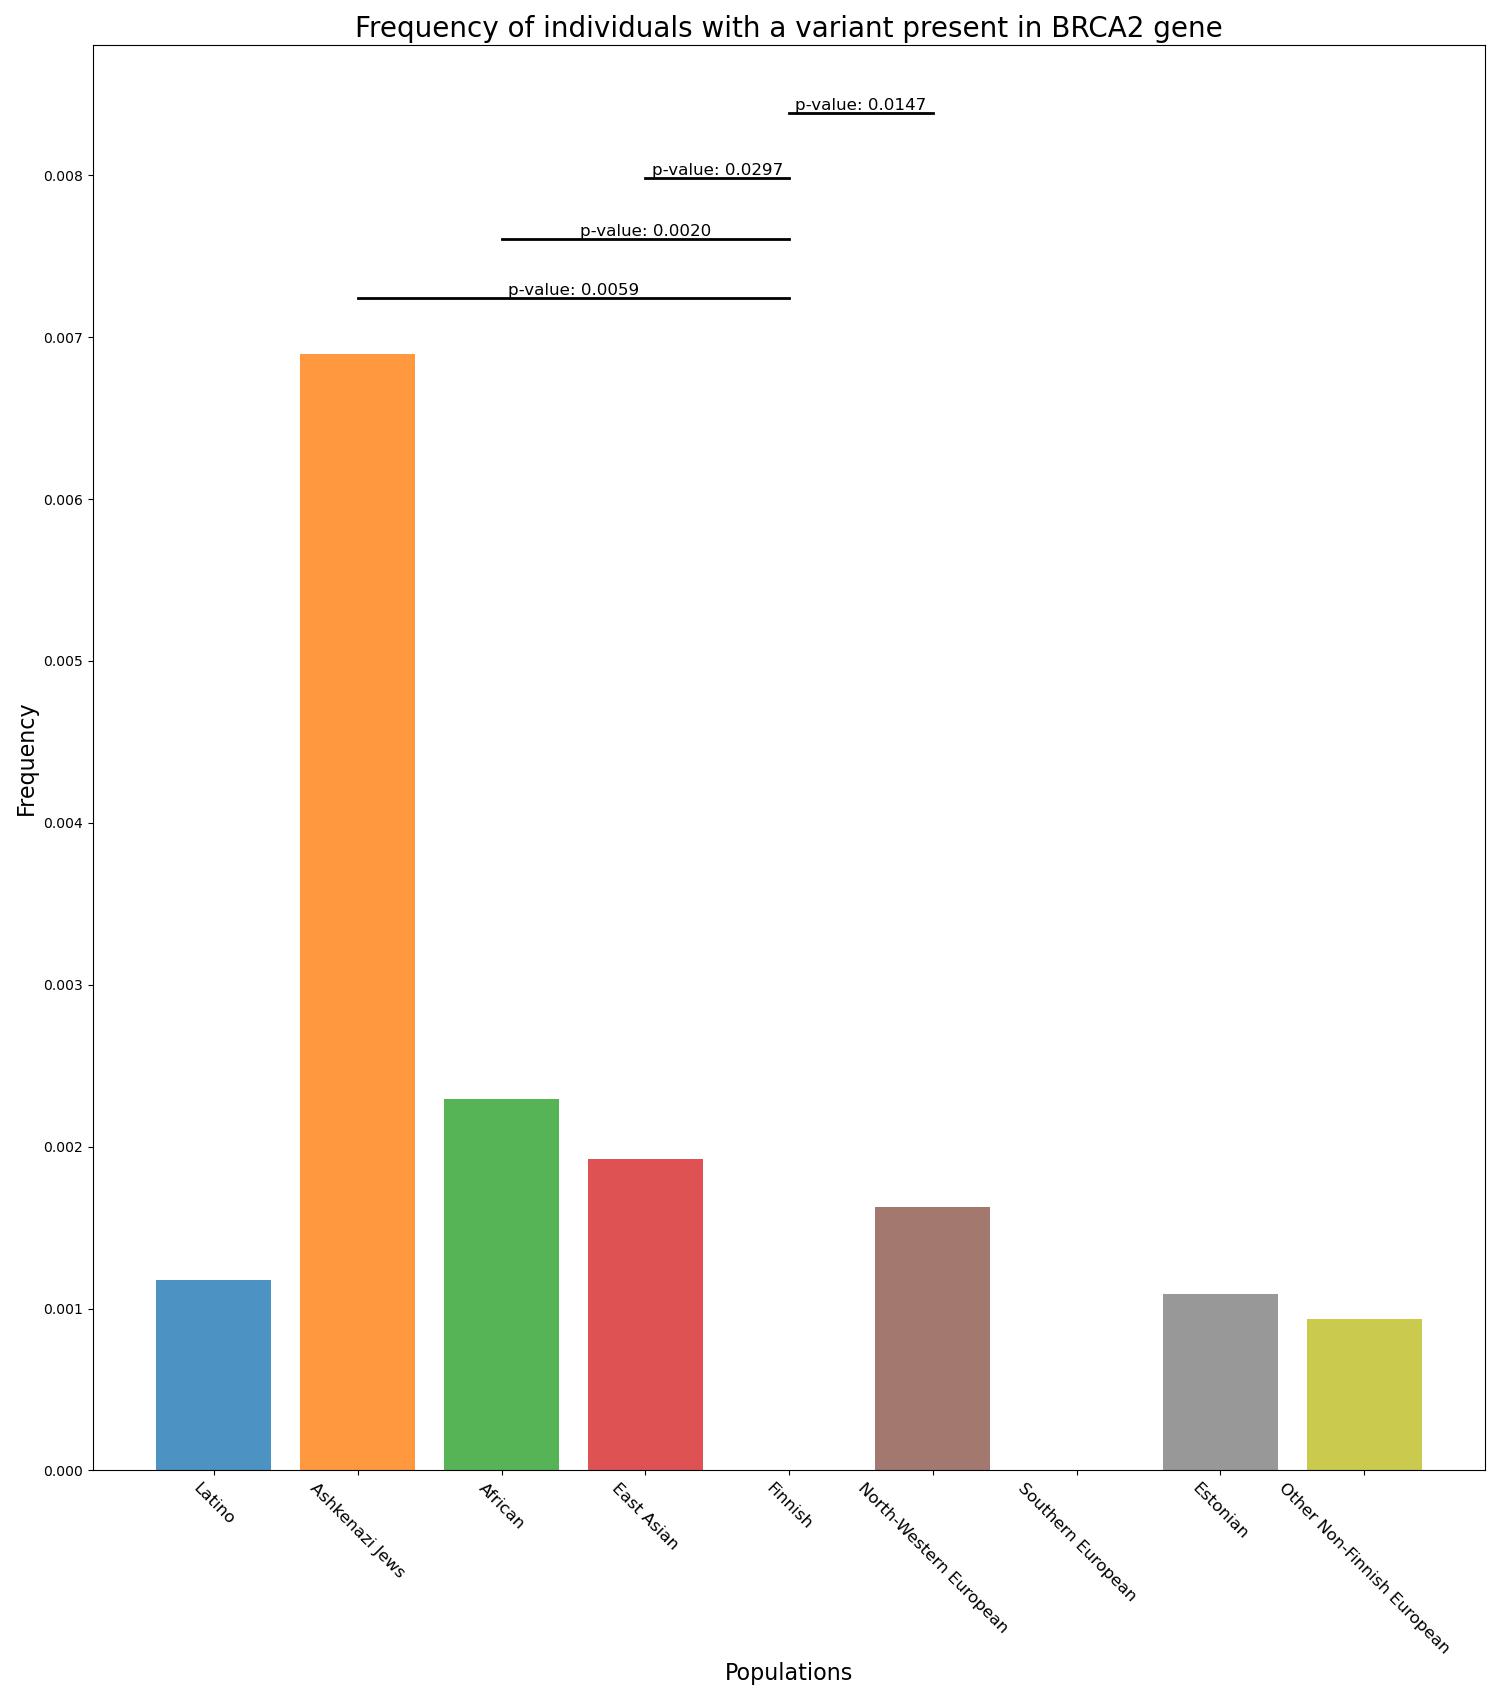 Frequency of individuals with a variant present in BRCA2 gene
p-value: 0.0147
p-value: 0.0297
p-value: 0.0020
p-value: 0.0059
0.008
0.007
0.006
0.005
0.004
0.003
0.002
0.001
0.000
Frequency
Latino
Ashkenazi Jews
African
East Asian
Finnish
North-Western European
Southern European
Estonian
Other Non-Finnish European
Populations